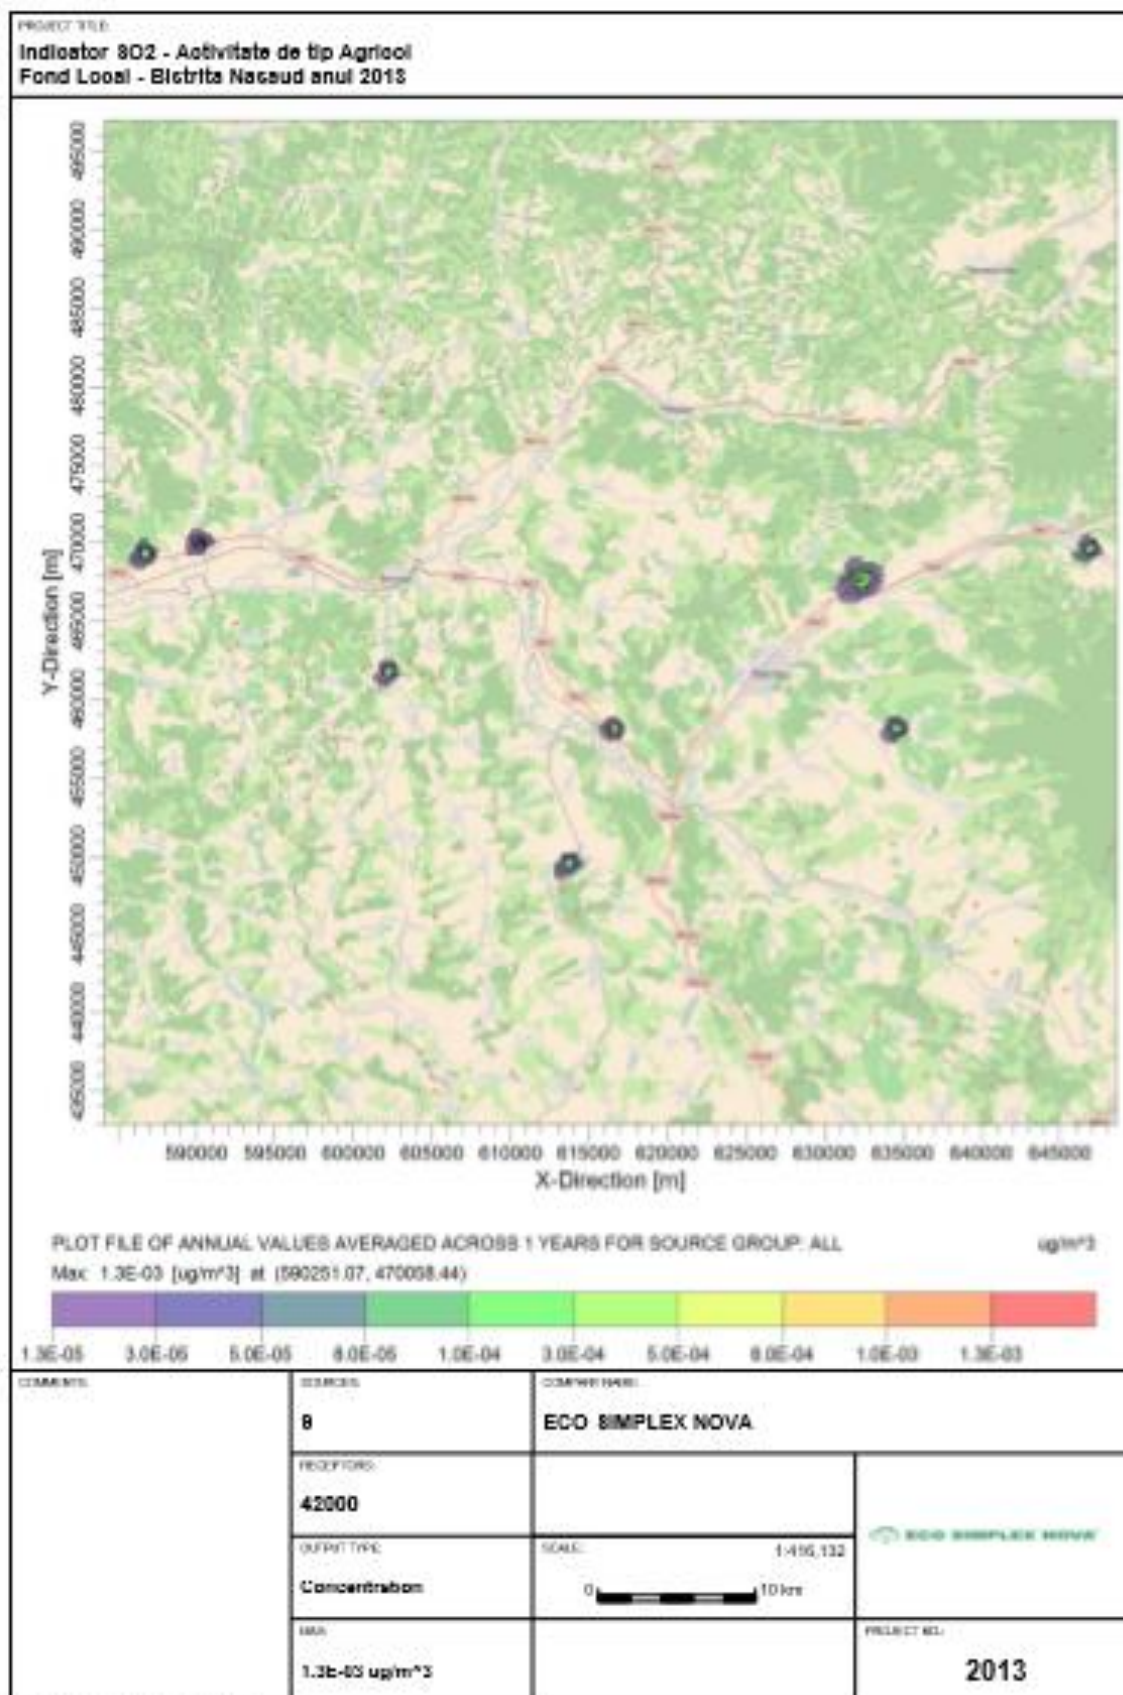 PROJECT TITLE:
Indicator SO2 - Activitate de tip Agricol
Fond Local - Bistrita Nasaud anul 2013
Y-Direction [m]
495000
490000
485000
480000
475000
470000
465000
460000
455000
450000
445000
440000
435000
590000 595000 600000 605000 610000 615000 620000 625000 630000 635000 640000 645000
X-Direction [m]
PLOT FILE OF ANNUAL VALUES AVERAGED ACROSS 1 YEARS FOR SOURCE GROUP: ALL
ug/m^3
Max: 1.3E-03 [ug/m^3] at (590251.07, 470058.44)
1.3E-05 3.0E-05 5.0E-05 8.0E-05 1.0E-04 3.0E-04 5.0E-04 8.0E-04 1.0E-03 1.3E-03
COMMENTS:
SOURCES:
COMPANY NAME:
ECO SIMPLEX NOVA
RECEPTORS:
42000
ECO SIMPLEX NOVA
OUTPUT TYPE:
Concentration
SCALE:
1:416,132
0 10 km
MAX:
1.3E-03 ug/m^3
PROJECT NO.:
2013